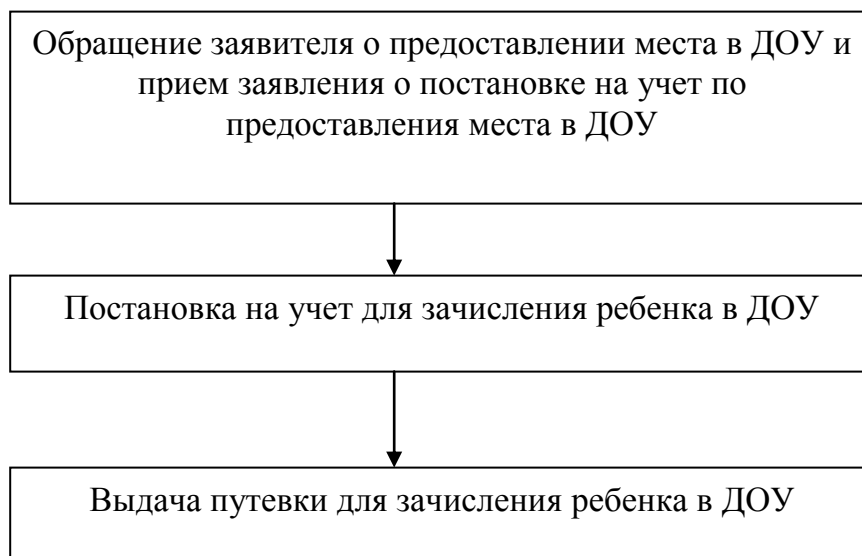 Обращение заявителя о предоставлении места в ДОУ и
прием заявления о постановке на учет по
предоставления места в ДОУ
Постановка на учет для зачисления ребенка в ДОУ
Выдача путевки для зачисления ребенка в ДОУ